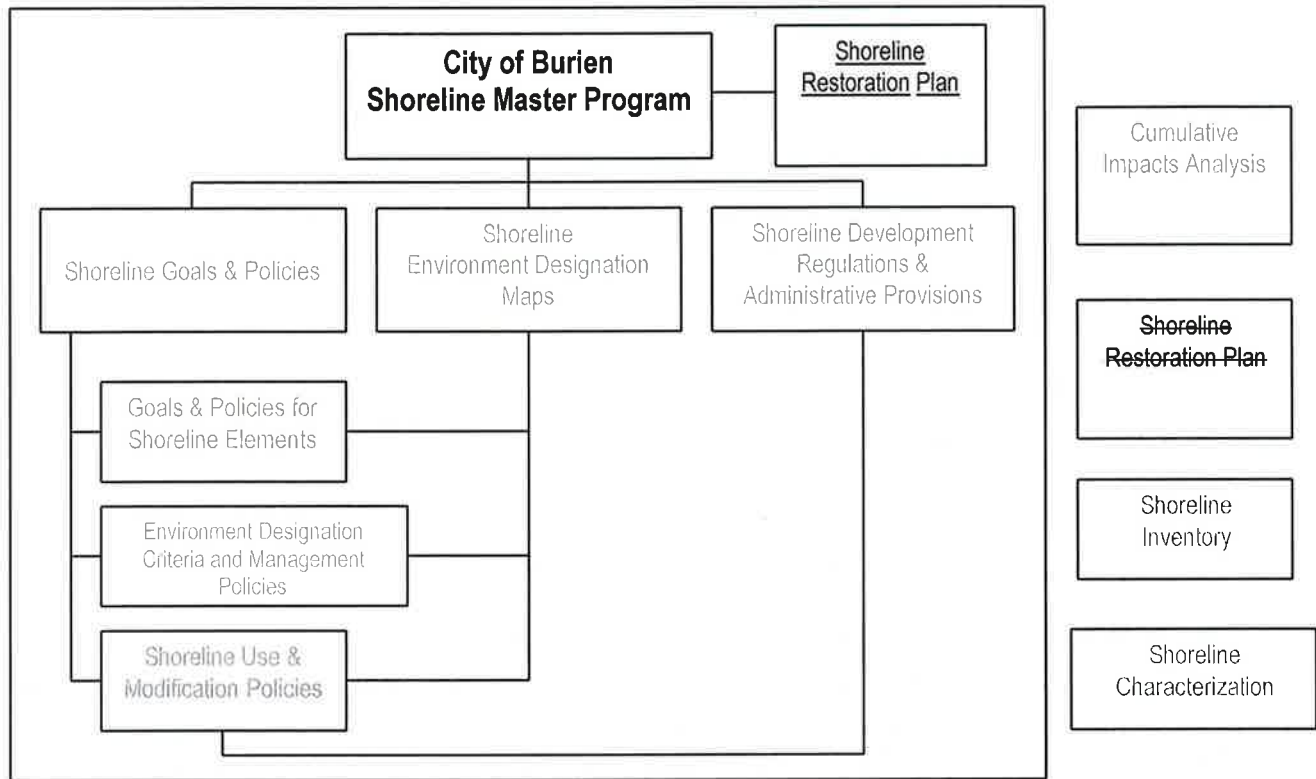 City of Burien
Shoreline Master Program
Shoreline
Restoration Plan
Shoreline Goals & Policies
Shoreline
Environment Designation
Maps
Shoreline Development
Regulations &
Administrative Provisions
Goals & Policies for
Shoreline Elements
Environment Designation
Criteria and Management
Policies
Shoreline Use &
Modification Policies
Cumulative
Impacts Analysis
Shoreline
Restoration Plan
Shoreline
Inventory
Shoreline
Characterization